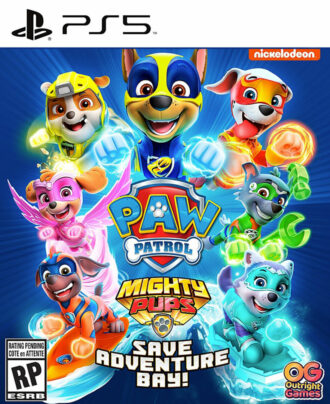 PS5
nickelodeon
PAW
PATROL
MIGHTY
PUPS
SAVE
ADVENTURE
BAY!
RATING PENDING
COTE en ATTENTE
RP
ESRB
OG
Outright
Games